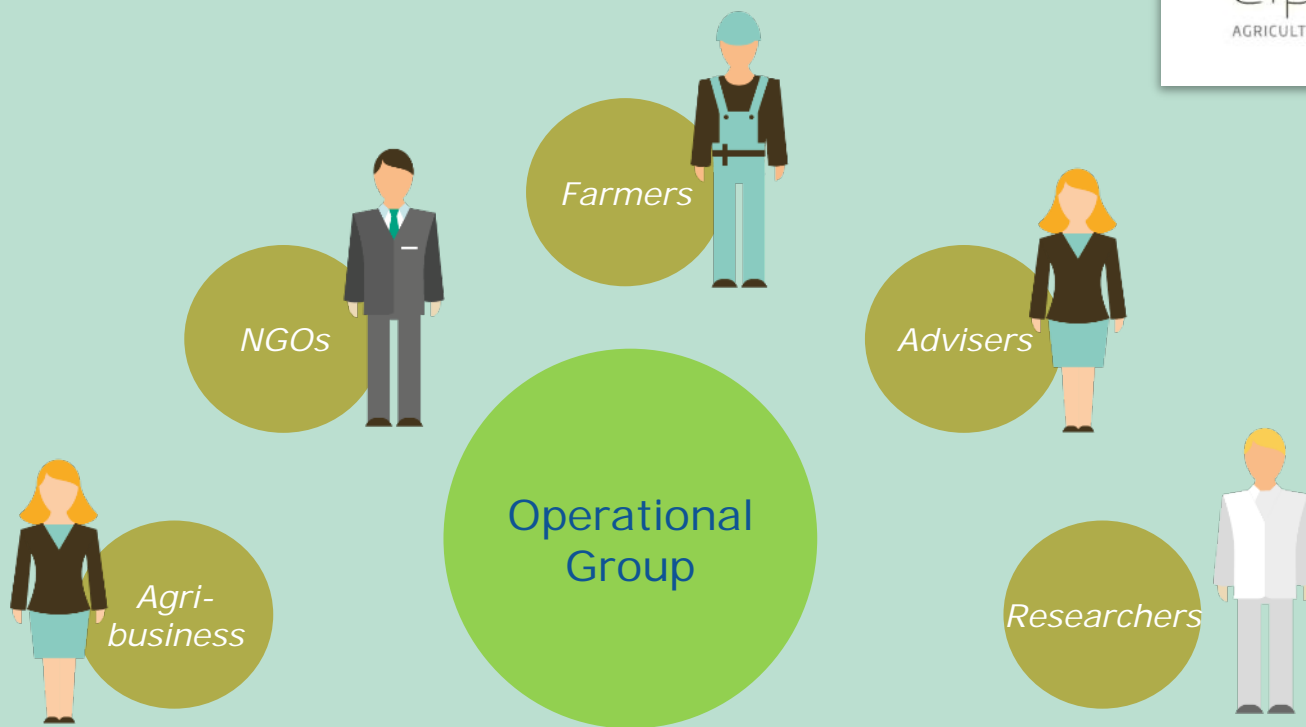 AGRICULT
Farmers
NGOs
Advisers
Operational
Group
Agri-
business
Researchers